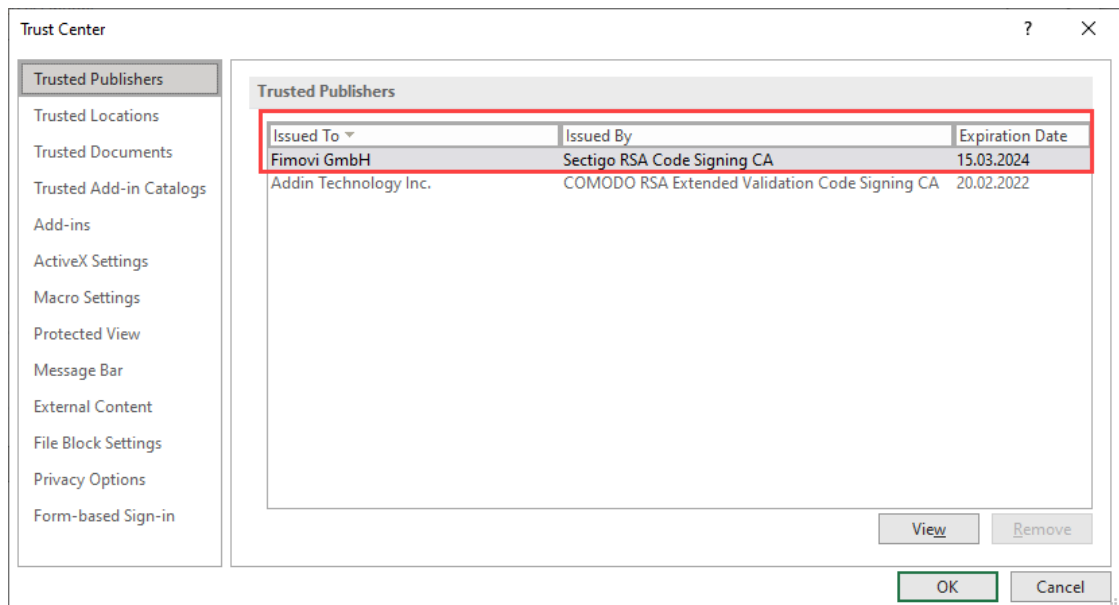 Trust Center
?
Trusted Publishers
Trusted Locations
Trusted Documents
Trusted Add-in Catalogs
Add-ins
ActiveX Settings
Macro Settings
Protected View
Message Bar
External Content
File Block Settings
Privacy Options
Form-based Sign-in
Trusted Publishers
Issued To Issued By Expiration Date
Fimovi GmbH Sectigo RSA Code Signing CA 15.03.2024
Addin Technology Inc. COMODO RSA Extended Validation Code Signing CA 20.02.2022
View Remove
OK Cancel